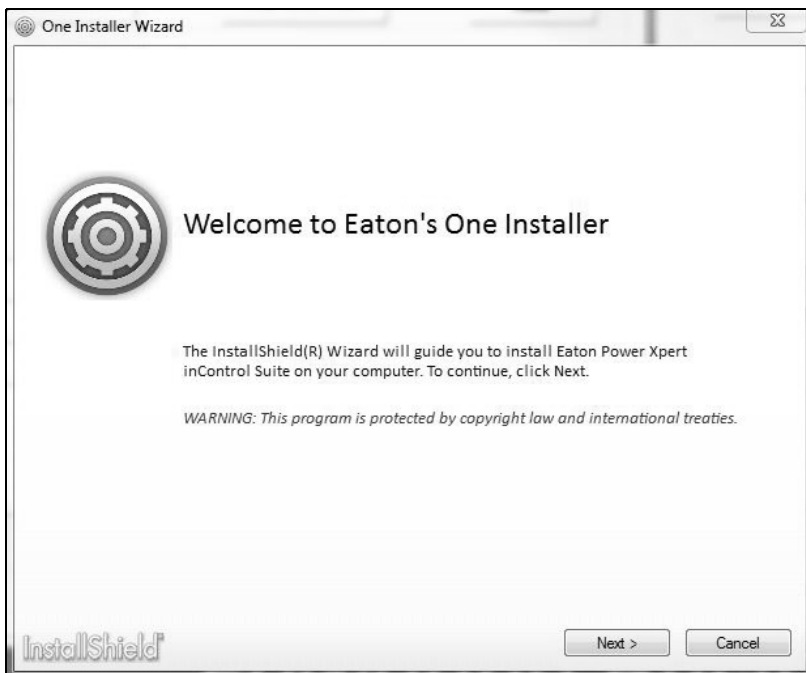 One Installer Wizard
Welcome to Eaton's One Installer
The InstallShield(R) Wizard will guide you to install Eaton Power Xpert
inControl Suite on your computer. To continue, click Next.
WARNING: This program is protected by copyright law and international treaties.
InstallShield
Next >
Cancel